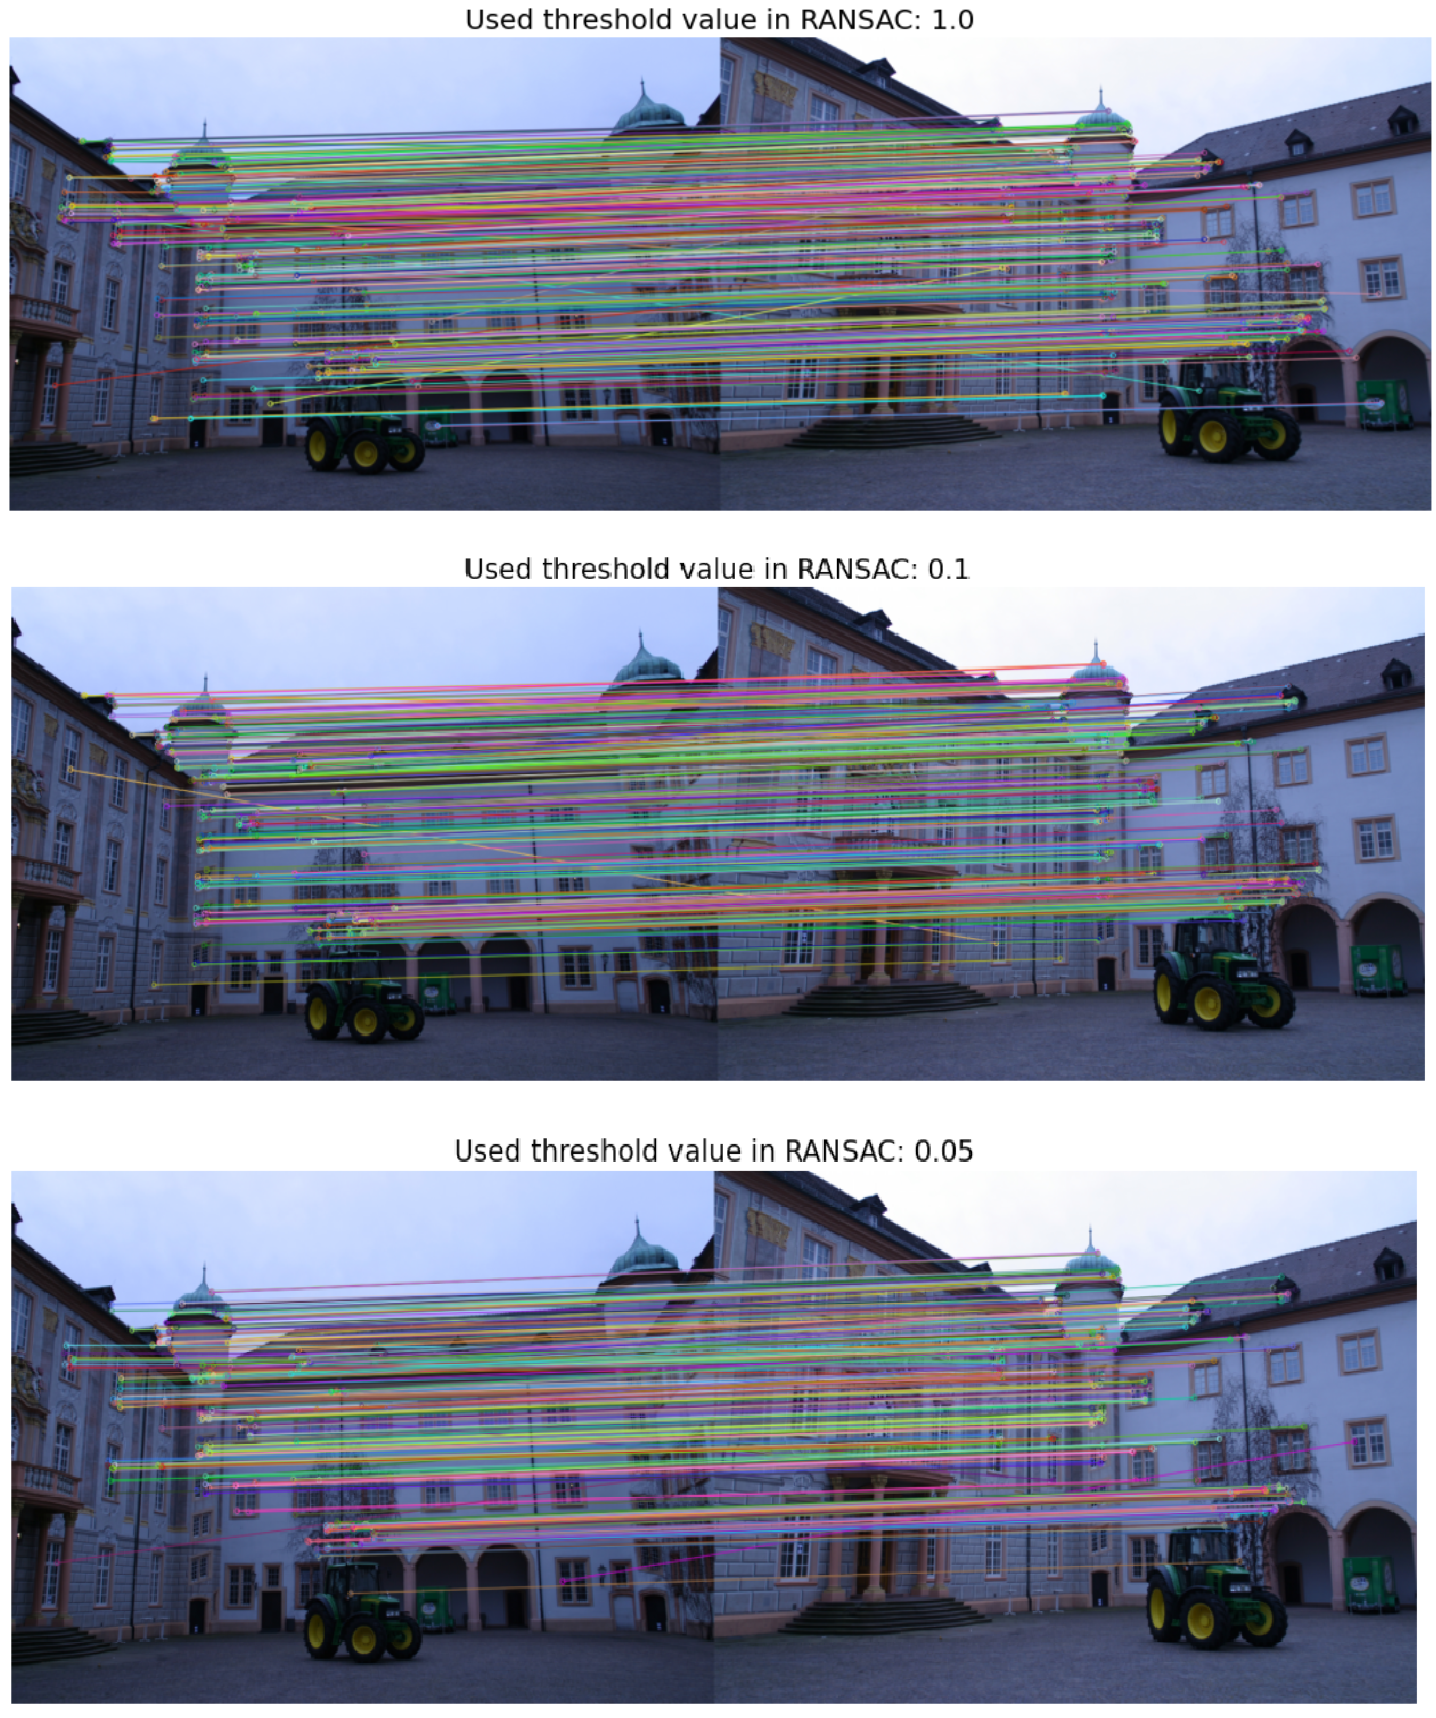 Used threshold value in RANSAC: 1.0
Used threshold value in RANSAC: 0.1
Used threshold value in RANSAC: 0.05